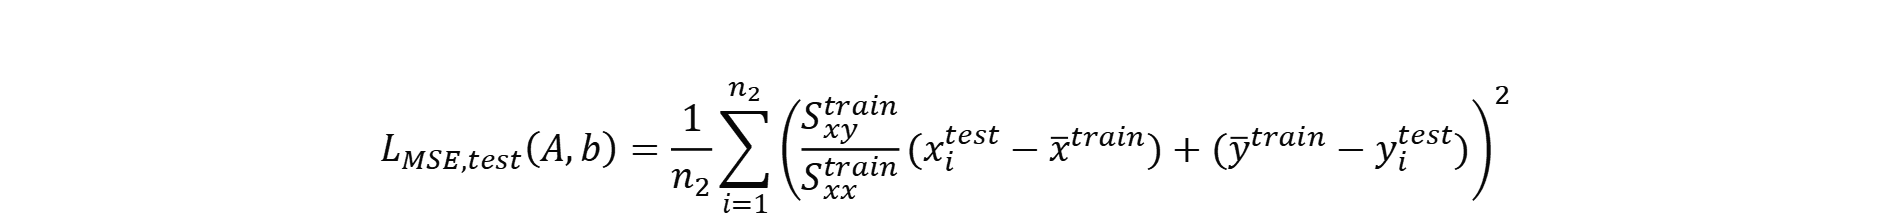 L_{MSE,test}(A, b) = \frac{1}{n_2} \sum_{i=1}^{n_2} \left( \frac{S_{xy}^{train}}{S_{xx}^{train}} (x_i^{test} - \bar{x}^{train}) + (\bar{y}^{train} - y_i^{test}) \right)^2